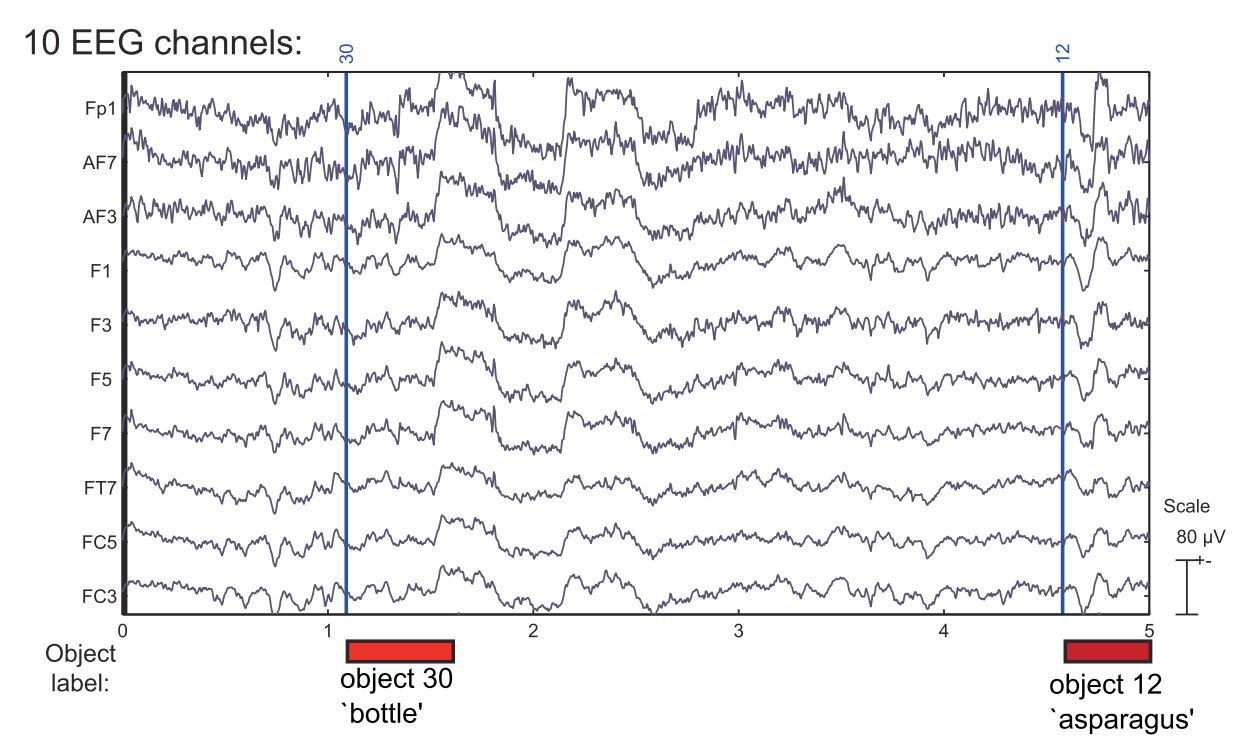 10 EEG channels:
30
12
Fp1
AF7
AF3
F1
F3
F5
F7
FT7
FC5
FC3
Scale
80 µV
+-
0 1 2 3 4 5
Object
label:
object 30
`bottle'
object 12
`asparagus'